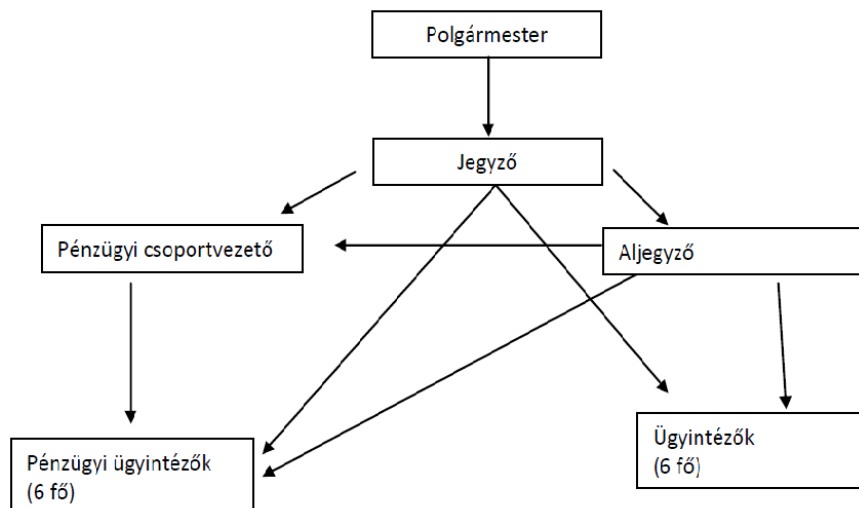 Polgármester
Jegyző
Pénzügyi csoportvezető
Aljegyző
Pénzügyi ügyintézők
(6 fő)
Ügyintézők
(6 fő)